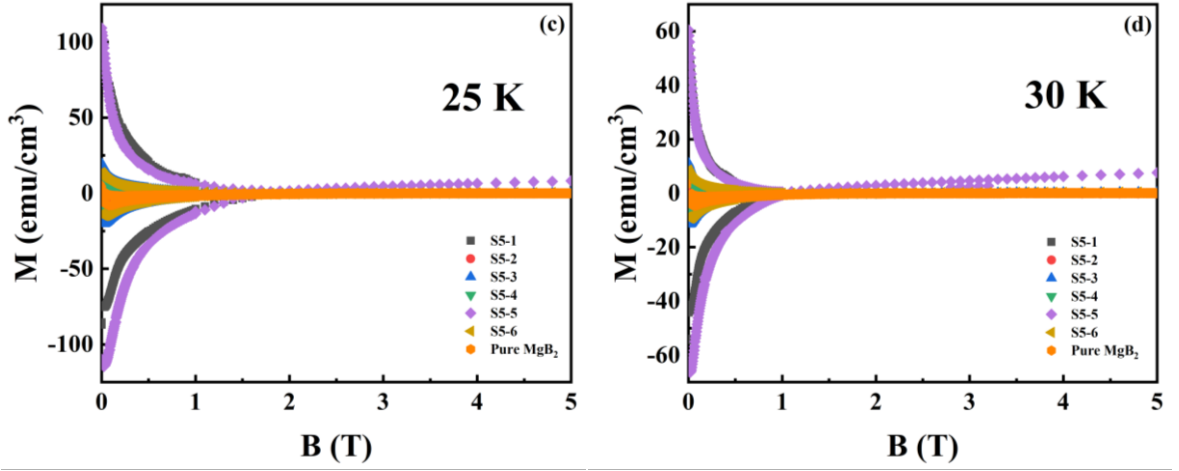 (c)
25 K
M (emu/cm³)
100
50
0
-50
-100
S5-1
S5-2
S5-3
S5-4
S5-5
S5-6
Pure MgB₂
0 1 2 3 4 5
B (T)
(d)
30 K
M (emu/cm³)
60
40
20
0
-20
-40
-60
S5-1
S5-2
S5-3
S5-4
S5-5
S5-6
Pure MgB₂
0 1 2 3 4 5
B (T)